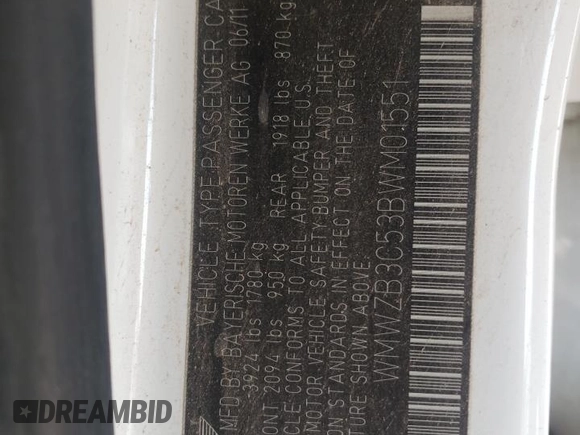 VEHICLE TYPE PASSENGER CA
MFD BY BAYERISCHE MOTOREN WERKE AG 06/11
3924 lbs 1780 kg
ONT 2094 lbs 950 kg REAR 1918 lbs 870 kg
CLE CONFORMS TO ALL APPLICABLE U.S.
MOTOR VEHICLE SAFETY, BUMPER AND THEFT
ON STANDARDS IN EFFECT ON THE DATE OF
TURE SHOWN ABOVE.
WMWZB3C53BWM01551
DREAMBID